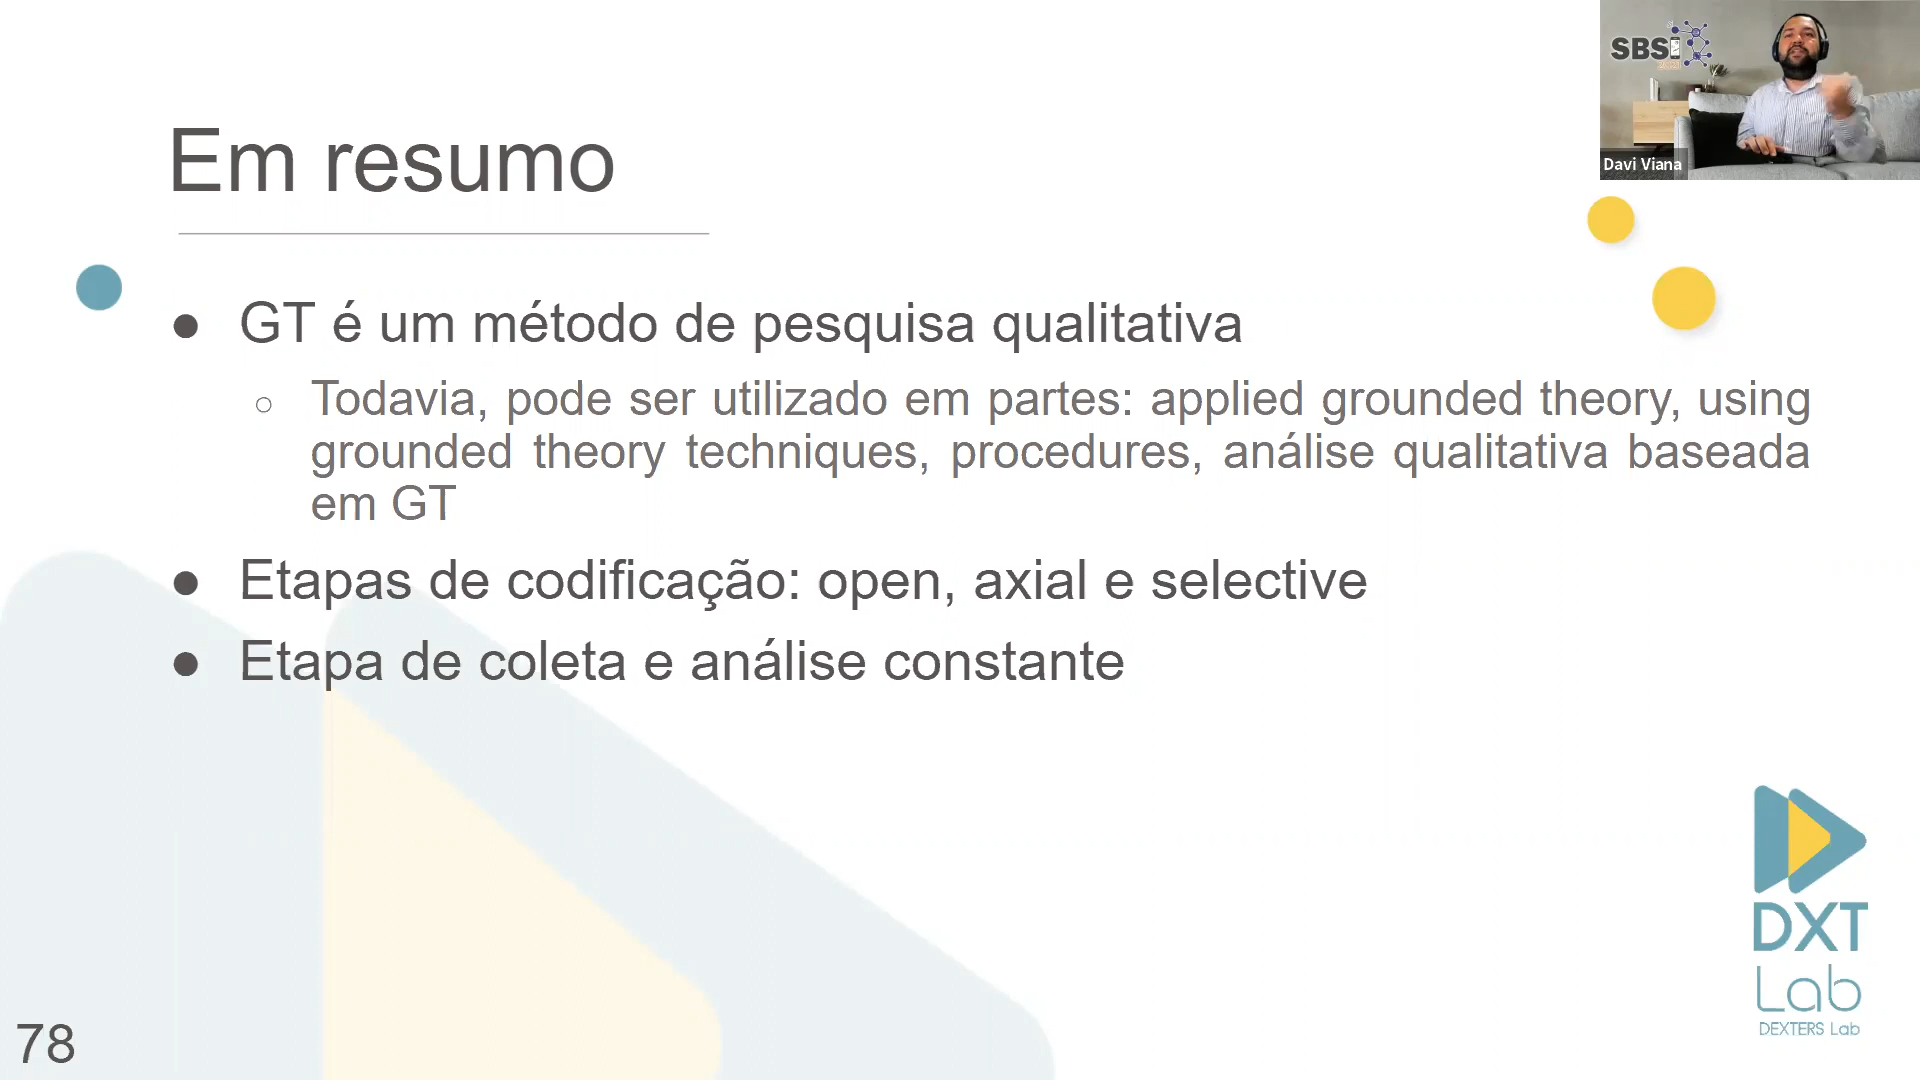 SBSI
Davi Viana
Em resumo
● GT é um método de pesquisa qualitativa
○ Todavia, pode ser utilizado em partes: applied grounded theory, using
grounded theory techniques, procedures, análise qualitativa baseada
em GT
● Etapas de codificação: open, axial e selective
● Etapa de coleta e análise constante
DXT
Lab
DEXTERS Lab
78